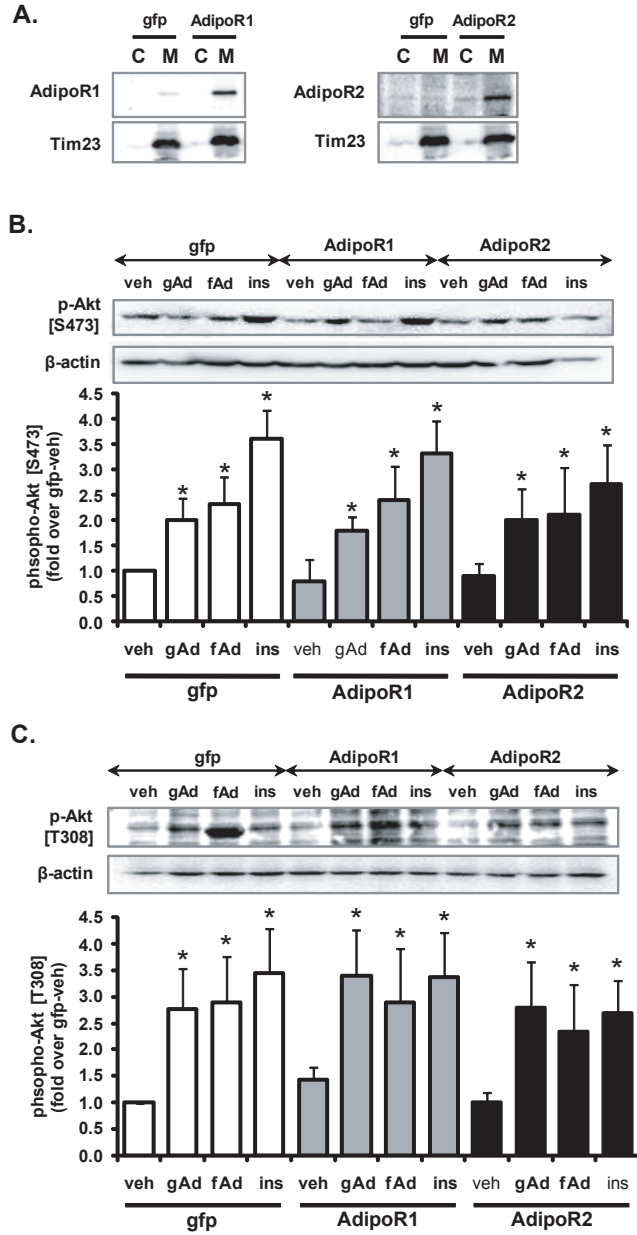 A.
gfp AdipoR1
C M C M
AdipoR1
Tim23
gfp AdipoR2
C M C M
AdipoR2
Tim23
B.
gfp AdipoR1 AdipoR2
veh gAd fAd ins veh gAd fAd ins veh gAd fAd ins
p-Akt
[S473]
β-actin
phsopho-Akt [S473]
(fold over gfp-veh)
4.5
4.0
3.5
3.0
2.5
2.0
1.5
1.0
0.5
0.0
* * * * * * * * *
veh gAd fAd ins veh gAd fAd ins veh gAd fAd ins
gfp AdipoR1 AdipoR2
C.
gfp AdipoR1 AdipoR2
veh gAd fAd ins veh gAd fAd ins veh gAd fAd ins
p-Akt
[T308]
β-actin
phsopho-Akt [T308]
(fold over gfp-veh)
4.5
4.0
3.5
3.0
2.5
2.0
1.5
1.0
0.5
0.0
* * * * * * * * *
veh gAd fAd ins veh gAd fAd ins veh gAd fAd ins
gfp AdipoR1 AdipoR2